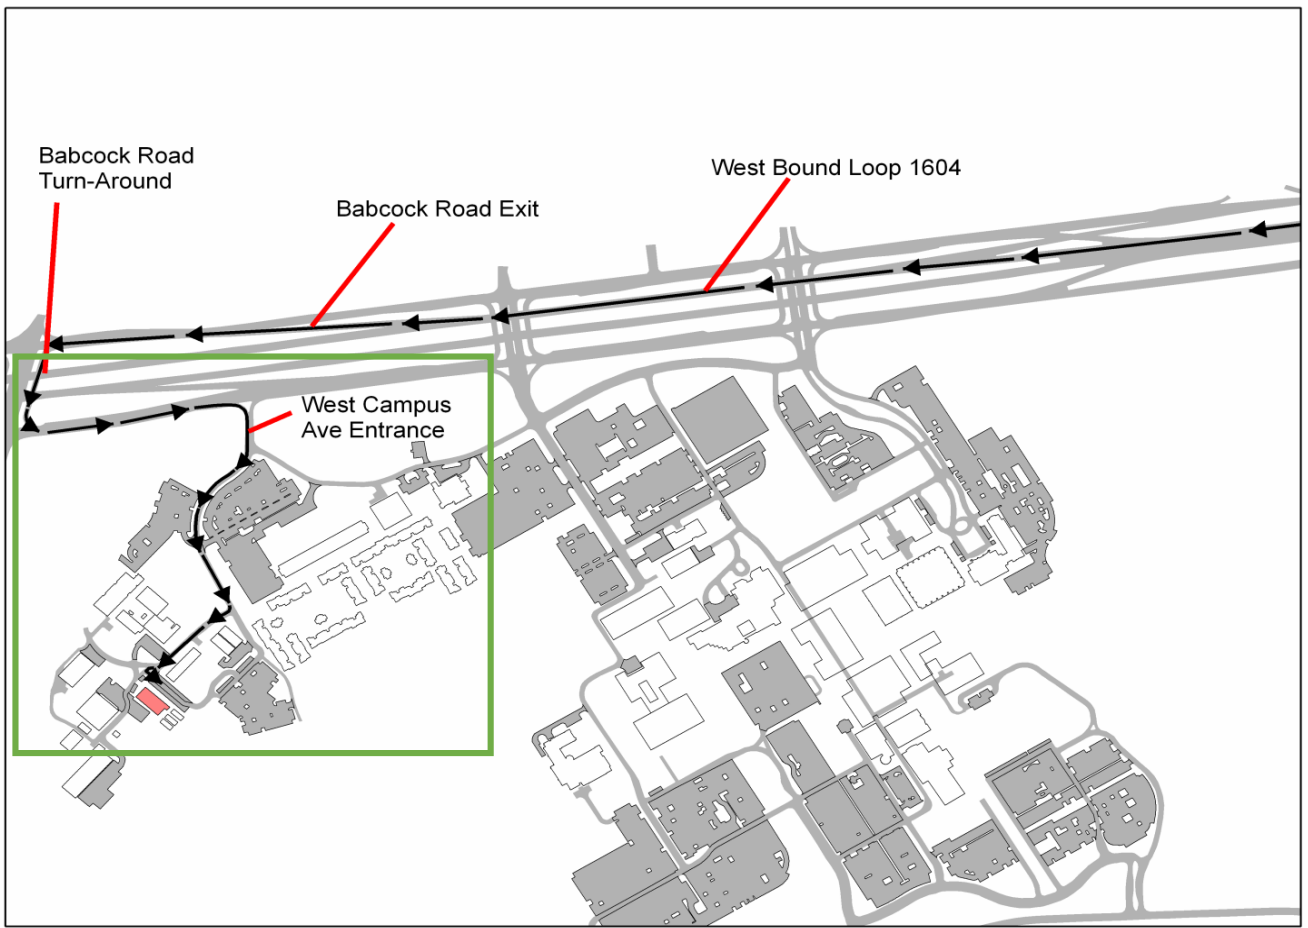 Babcock Road
Turn-Around
Babcock Road Exit
West Bound Loop 1604
West Campus
Ave Entrance